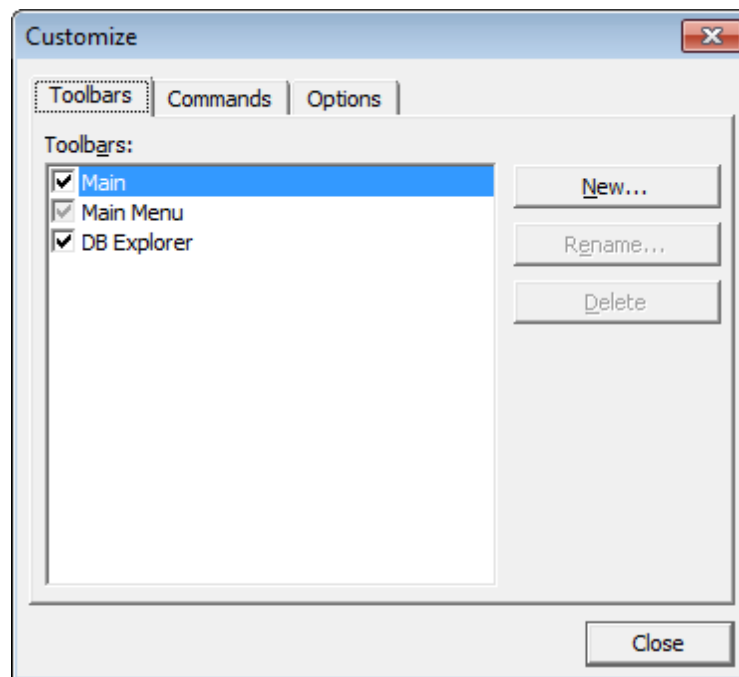 Customize
Toolbars Commands Options
Toolbars:
Main
Main Menu
DB Explorer
New...
Rename...
Delete
Close